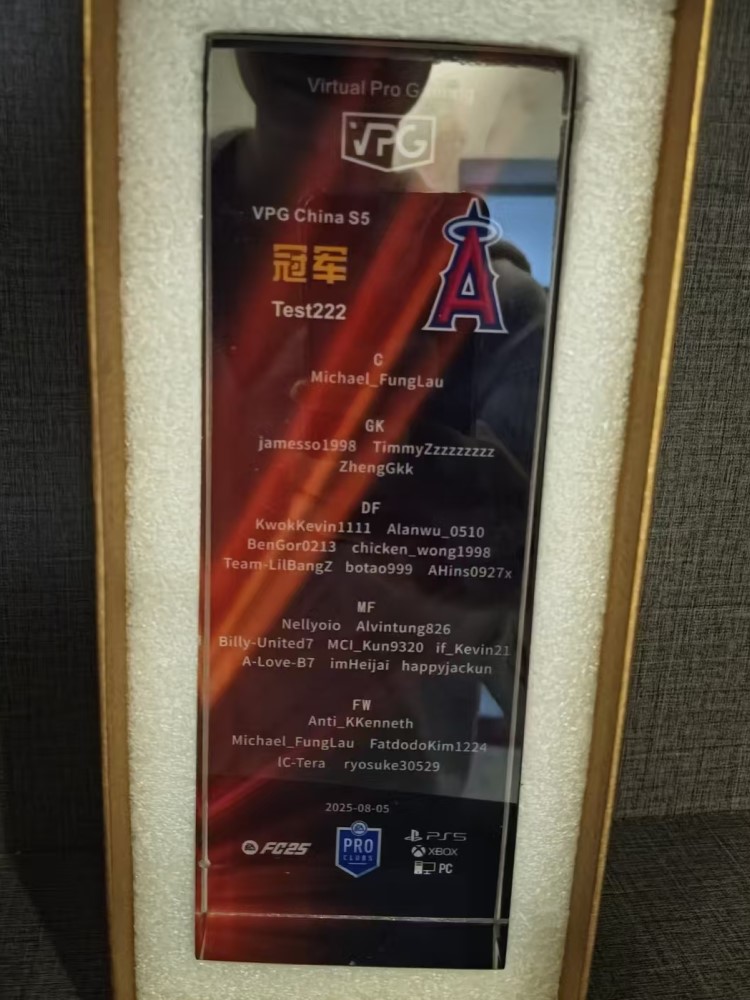 Virtual Pro G
VPG
VPG China S5
冠军
Test222
A
C
Michael_FungLau
GK
jamesso1998 TimmyZzzzzzzzz
ZhengGkk
DF
KwokKevin1111 Alanwu_0510
BenGor0213 chicken_wong1998
Team-LilBangZ botao999 AHins0927x
MF
Nellyoio Alvintung826
Billy-United7 MCI_Kun9320 if_Kevin21
A-Love-B7 imHeijai happyjackun
FW
Anti_KKenneth
Michael_FungLau FatdodoKim1224
IC-Tera ryosuke30529
2025-08-05
EA FC25
PRO
CLUBS
PS5
XBOX
PC